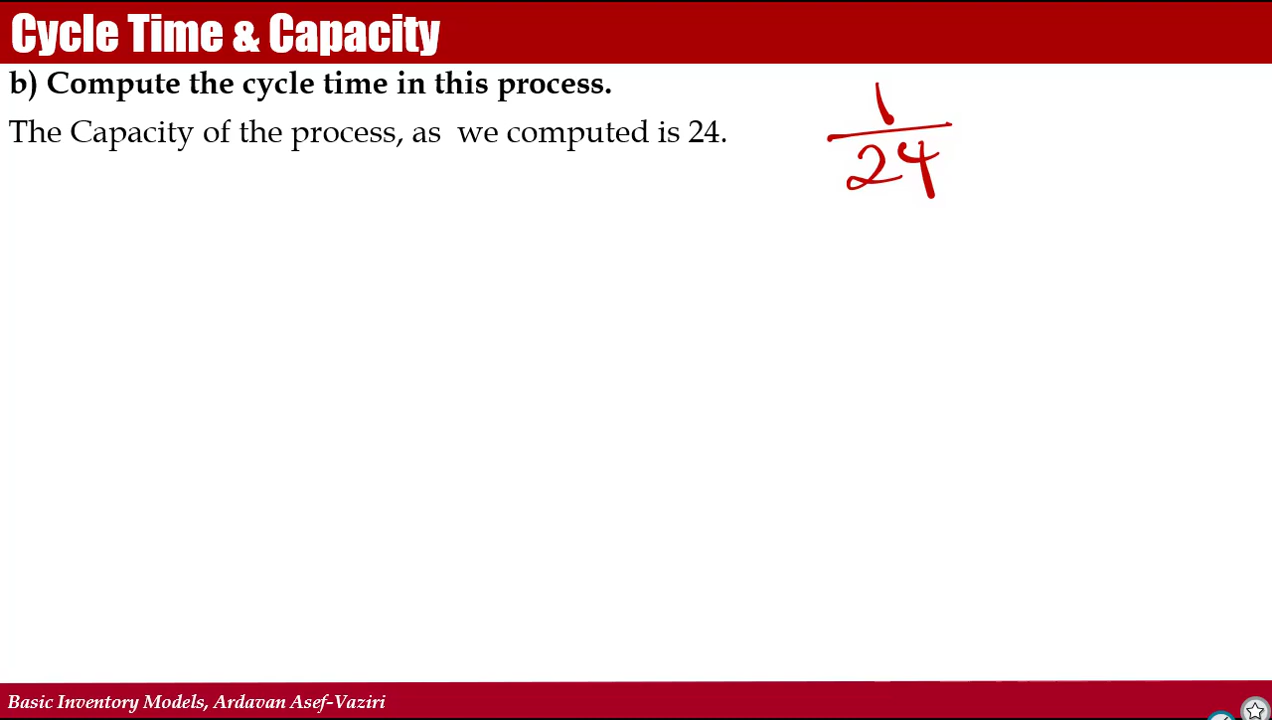 Cycle Time & Capacity
b) Compute the cycle time in this process.
The Capacity of the process, as  we computed is 24.
1
24
Basic Inventory Models, Ardavan Asef-Vaziri